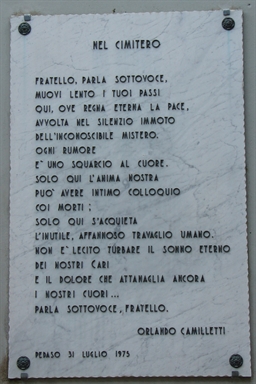 NEL CIMITERO
FRATELLO, PARLA SOTTOVOCE,
MUOVI LENTO I TUOI PASSI
QUI, OVE REGNA ETERNA LA PACE,
AVVOLTA NEL SILENZIO IMMOTO
DELL'INCONOSCIBILE MISTERO.
OGNI RUMORE
E' UNO SQUARCIO AL CUORE.
SOLO QUI L'ANIMA NOSTRA
PUO' AVERE INTIMO COLLOQUIO
COI MORTI;
SOLO QUI S'ACQUIETA
L'INUTILE, AFFANNOSO TRAVAGLIO UMANO.
NON E' LECITO TURBARE IL SONNO ETERNO
DEI NOSTRI CARI
E IL DOLORE CHE ATTANAGLIA ANCORA
I NOSTRI CUORI...
PARLA SOTTOVOCE, FRATELLO.
ORLANDO CAMILLETTI
PEDASO 31 LUGLIO 1975